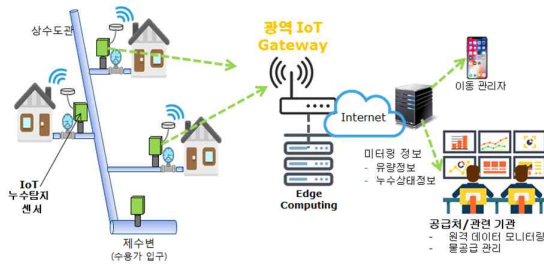 상수도관
광역 IoT
Gateway
Internet
이동 관리자
IoT
누수탐지
센서
Edge
Computing
미터링 정보
- 유량정보
- 누수상태정보
제수변
(수용가 입구)
공급처/관련 기관
- 원격 데이터 모니터링
- 물공급 관리